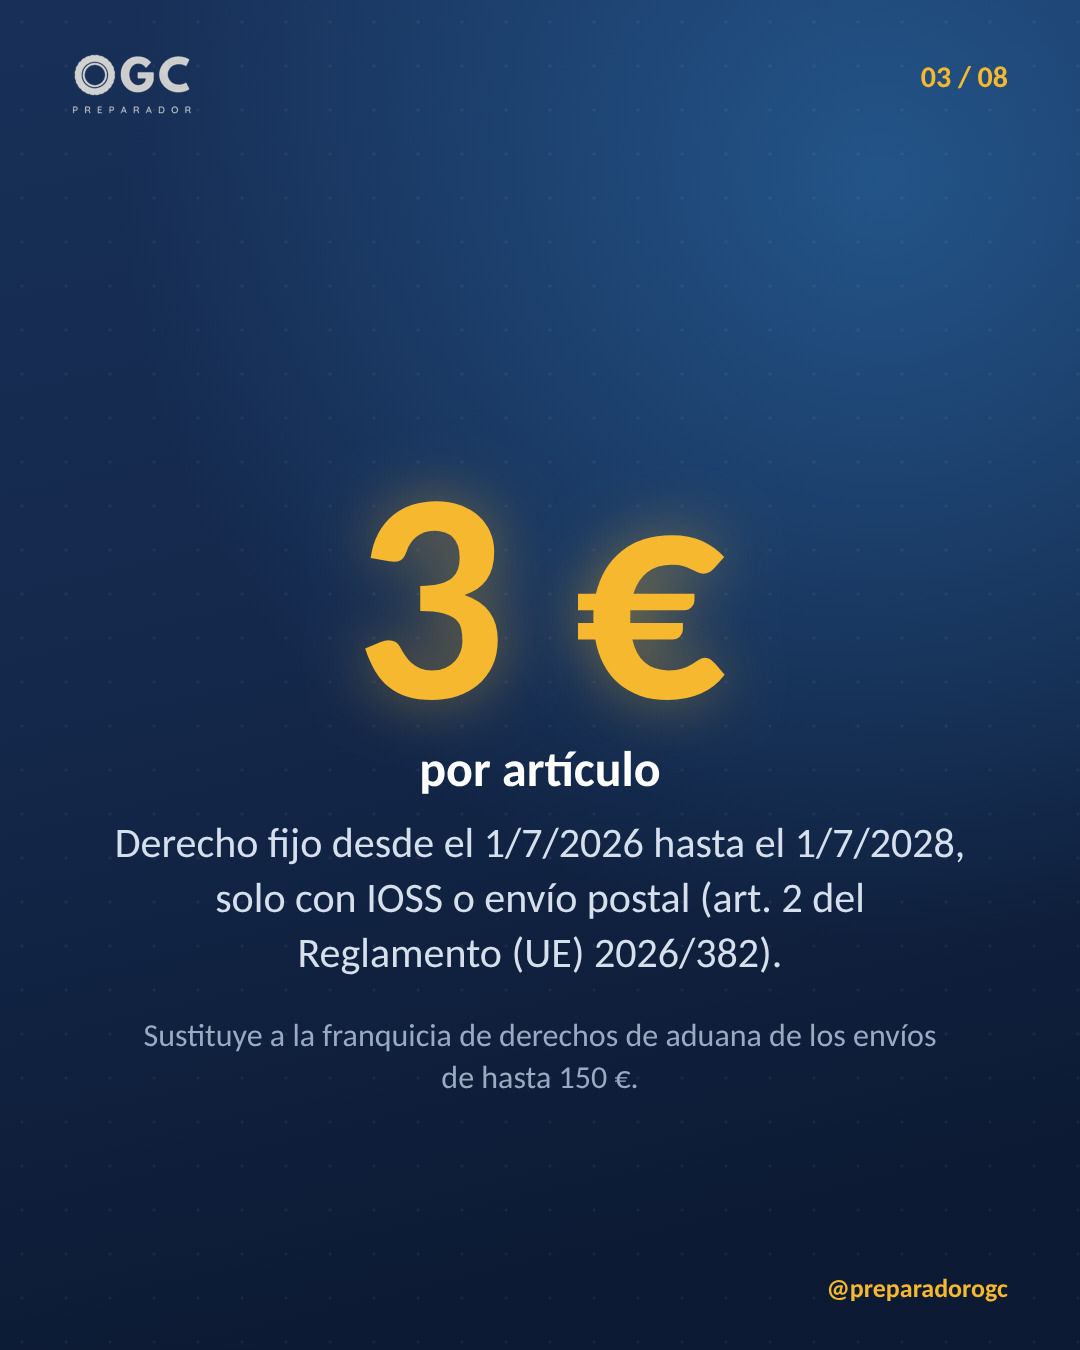 OGC
PREPARADOR
03 / 08
3 €
por artículo
Derecho fijo desde el 1/7/2026 hasta el 1/7/2028,
solo con IOSS o envío postal (art. 2 del
Reglamento (UE) 2026/382).
Sustituye a la franquicia de derechos de aduana de los envíos
de hasta 150 €.
@preparadorogc